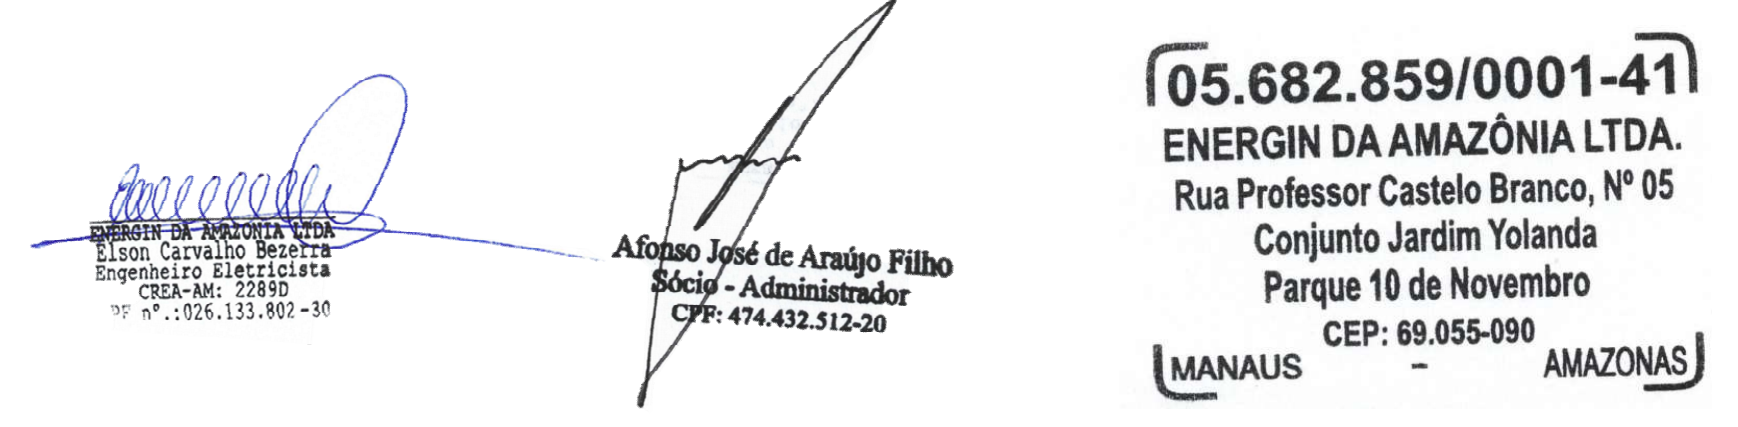 ENERGIN DA AMAZONIA LTDA
Elson Carvalho Bezerra
Engenheiro Eletricista
CREA-AM: 2289D
PF nº.:026.133.802-30
Afonso José de Araújo Filho
Sócio - Administrador
CPF: 474.432.512-20
05.682.859/0001-41
ENERGIN DA AMAZÔNIA LTDA.
Rua Professor Castelo Branco, Nº 05
Conjunto Jardim Yolanda
Parque 10 de Novembro
CEP: 69.055-090
MANAUS - AMAZONAS